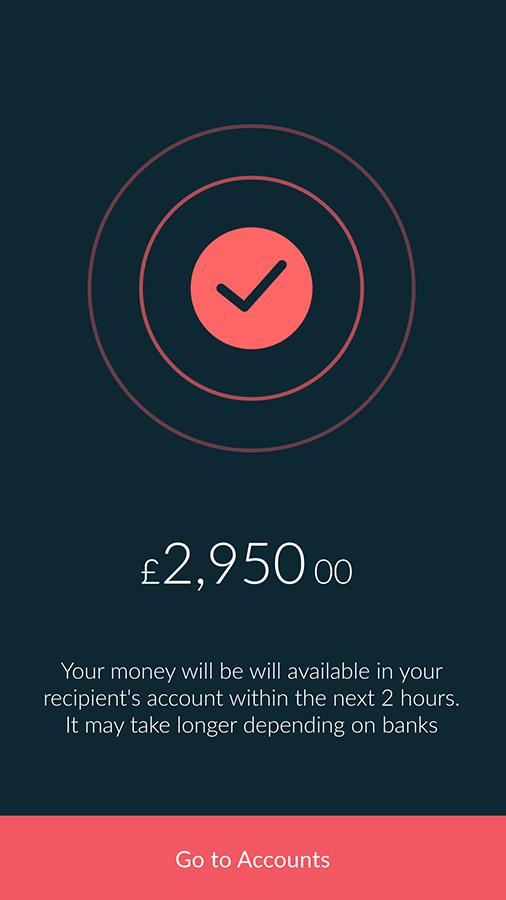 £2,950 00
Your money will be will available in your
recipient's account within the next 2 hours.
It may take longer depending on banks
Go to Accounts